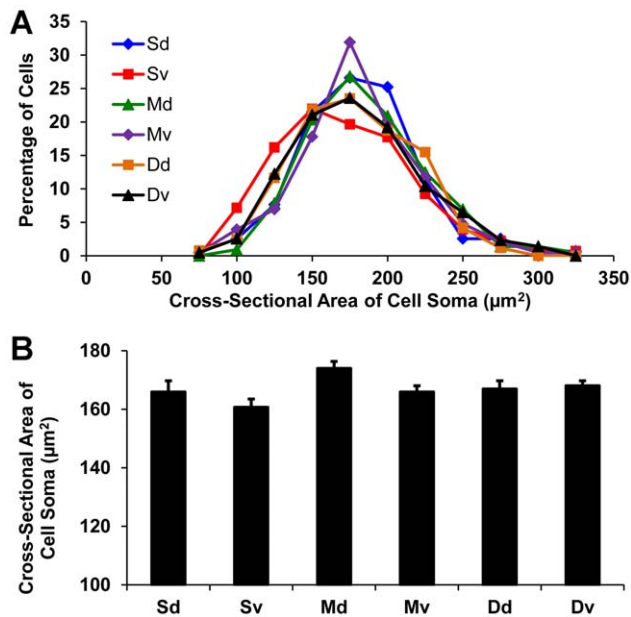 A
35
30
25
20
15
10
5
0
Percentage of Cells
Sd
Sv
Md
Mv
Dd
Dv
0 50 100 150 200 250 300 350
Cross-Sectional Area of Cell Soma (µm²)
B
180
160
140
120
100
Cross-Sectional Area of
Cell Soma (µm²)
Sd Sv Md Mv Dd Dv